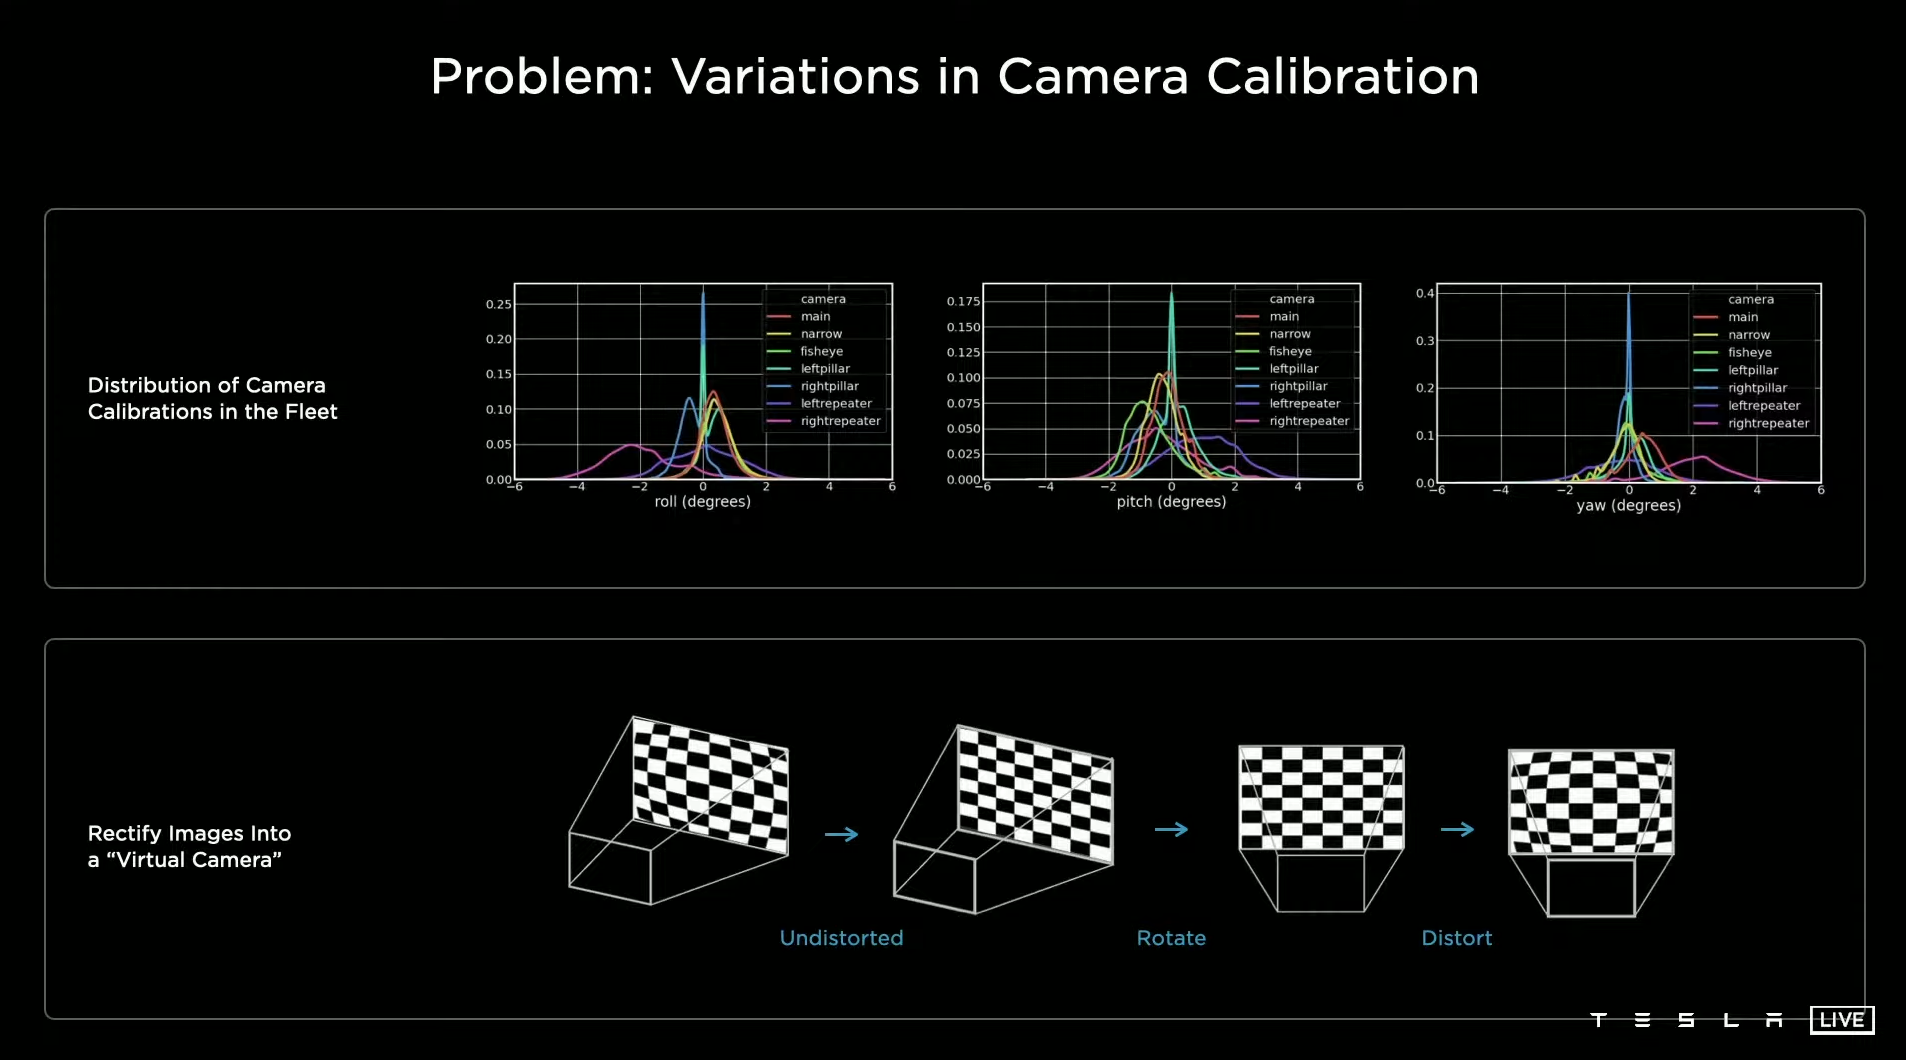 Problem: Variations in Camera Calibration
Distribution of Camera
Calibrations in the Fleet
0.25
0.20
0.15
0.10
0.05
0.00
−6 −4 −2 0 2 4 6
roll (degrees)
camera
main
narrow
fisheye
leftpillar
rightpillar
leftrepeater
rightrepeater
0.175
0.150
0.125
0.100
0.075
0.050
0.025
0.000
−6 −4 −2 0 2 4 6
pitch (degrees)
camera
main
narrow
fisheye
leftpillar
rightpillar
leftrepeater
rightrepeater
0.4
0.3
0.2
0.1
0.0
−6 −4 −2 0 2 4 6
yaw (degrees)
camera
main
narrow
fisheye
leftpillar
rightpillar
leftrepeater
rightrepeater
Rectify Images Into
a “Virtual Camera”
Undistorted
Rotate
Distort
TESLA LIVE